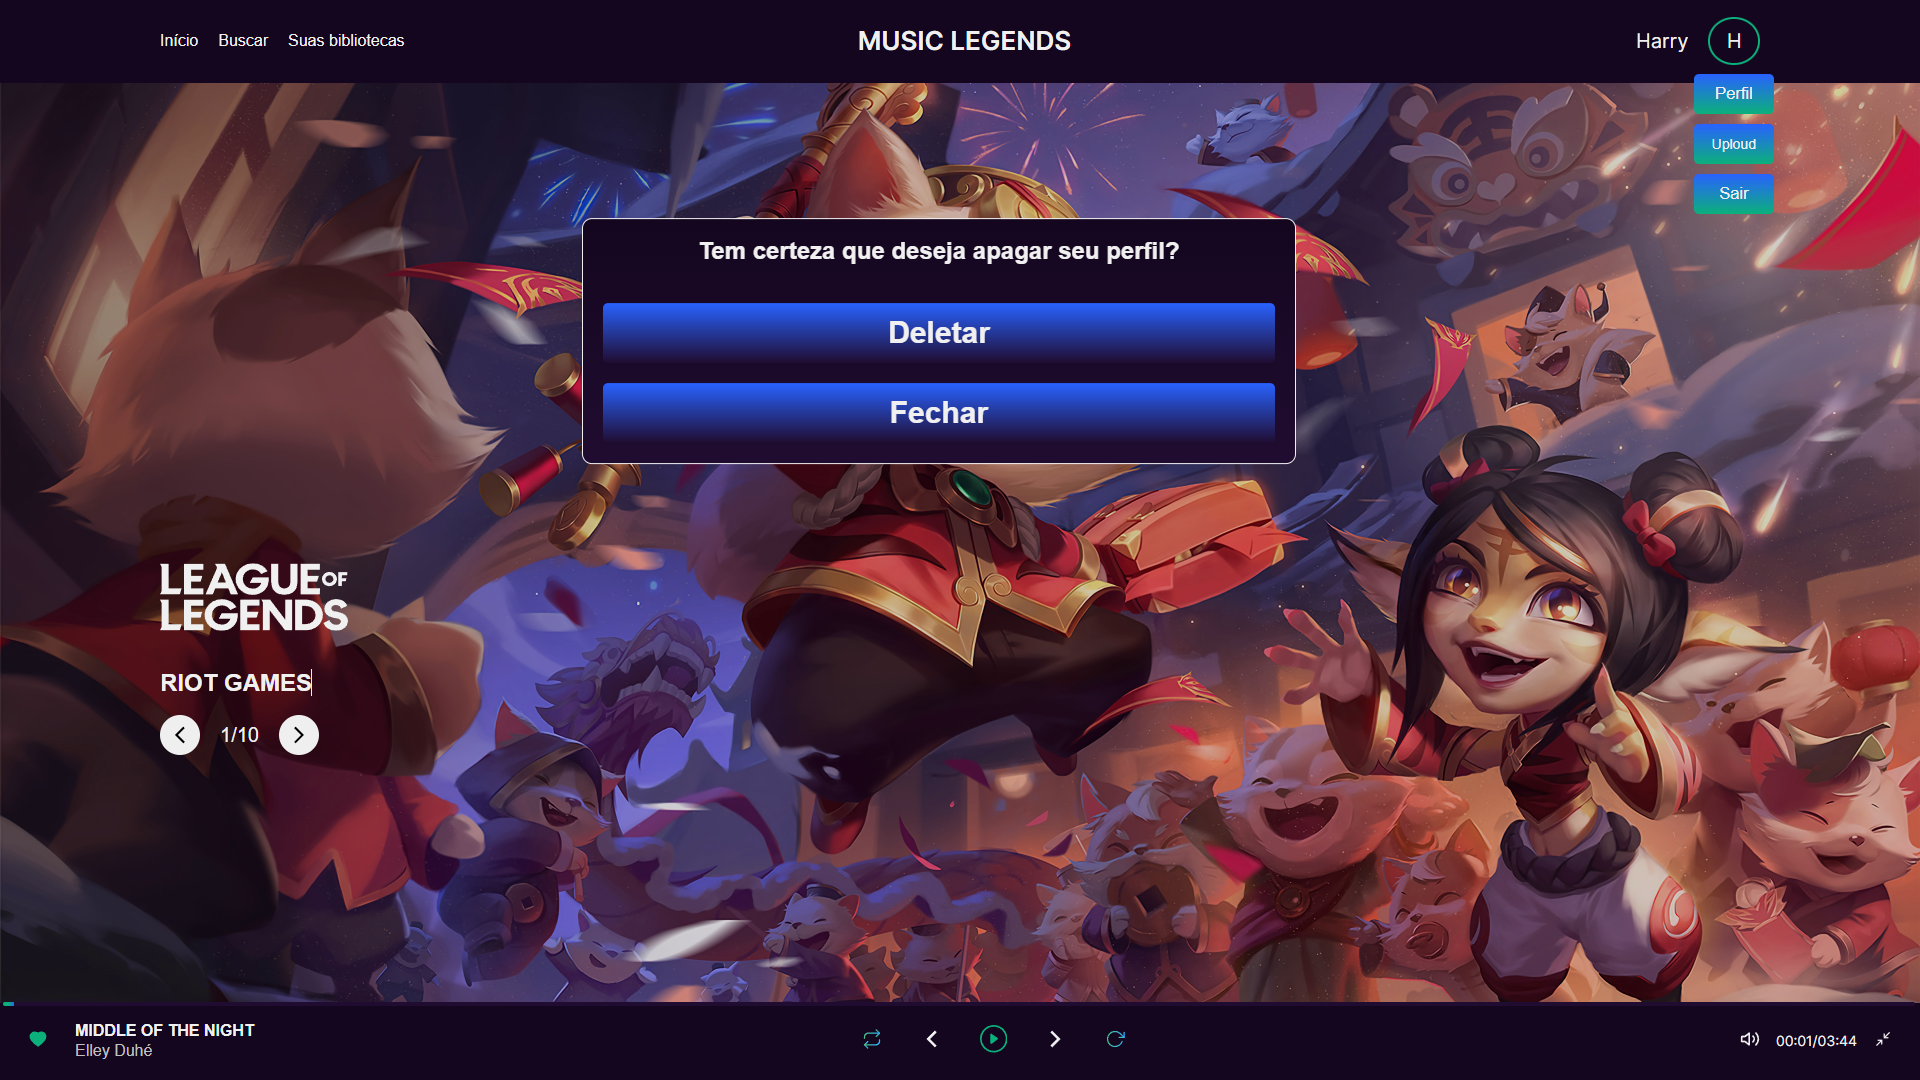 Início Buscar Suas bibliotecas
MUSIC LEGENDS
Harry H
Perfil
Uploud
Sair
Tem certeza que deseja apagar seu perfil?
Deletar
Fechar
LEAGUE OF
LEGENDS
RIOT GAMES
1/10
MIDDLE OF THE NIGHT
Elley Duhé
00:01/03:44